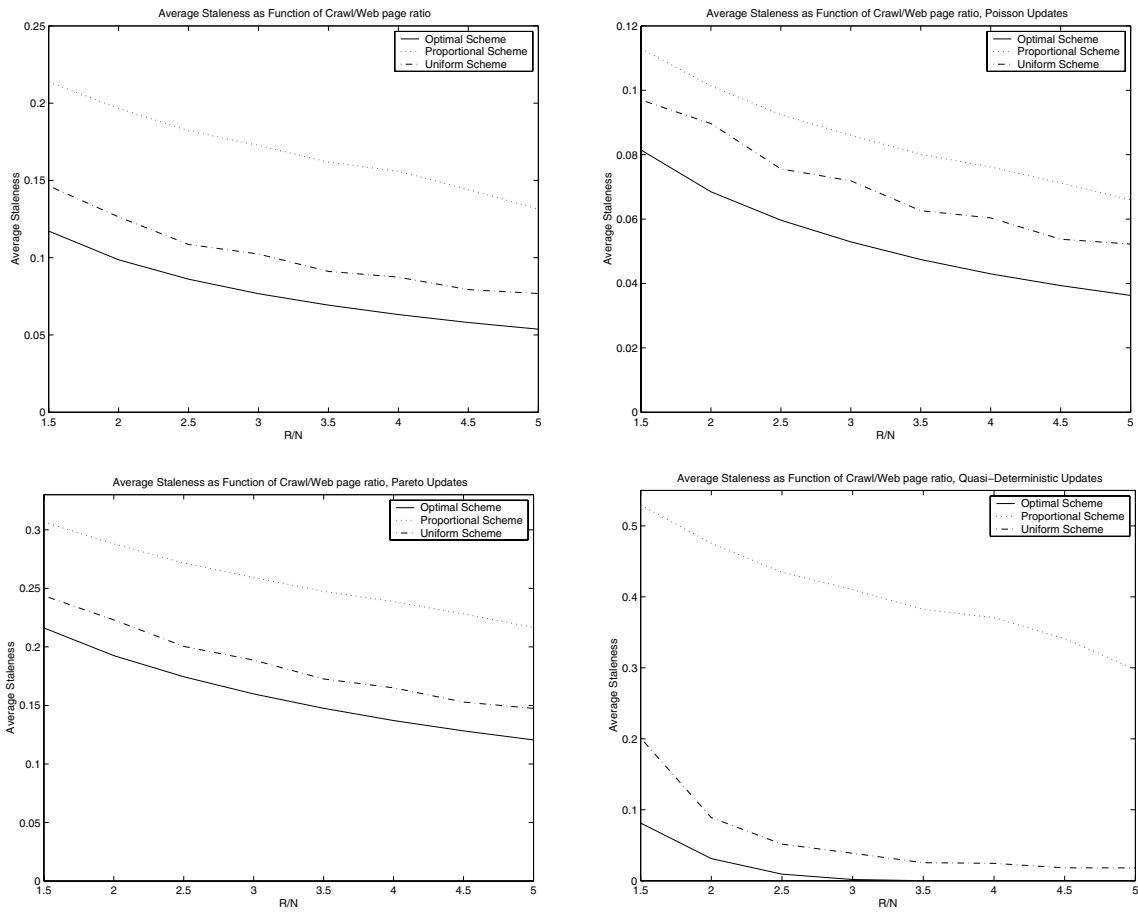 Average Staleness as Function of Crawl/Web page ratio
Optimal Scheme
Proportional Scheme
Uniform Scheme
0.25
0.2
0.15
0.1
0.05
0
Average Staleness
1.5 2 2.5 3 3.5 4 4.5 5
R/N
Average Staleness as Function of Crawl/Web page ratio, Poisson Updates
Optimal Scheme
Proportional Scheme
Uniform Scheme
0.12
0.1
0.08
0.06
0.04
0.02
0
Average Staleness
1.5 2 2.5 3 3.5 4 4.5 5
R/N
Average Staleness as Function of Crawl/Web page ratio, Pareto Updates
Optimal Scheme
Proportional Scheme
Uniform Scheme
0.3
0.25
0.2
0.15
0.1
0.05
0
Average Staleness
1.5 2 2.5 3 3.5 4 4.5 5
R/N
Average Staleness as Function of Crawl/Web page ratio, Quasi−Deterministic Updates
Optimal Scheme
Proportional Scheme
Uniform Scheme
0.5
0.4
0.3
0.2
0.1
0
Average Staleness
1.5 2 2.5 3 3.5 4 4.5 5
R/N